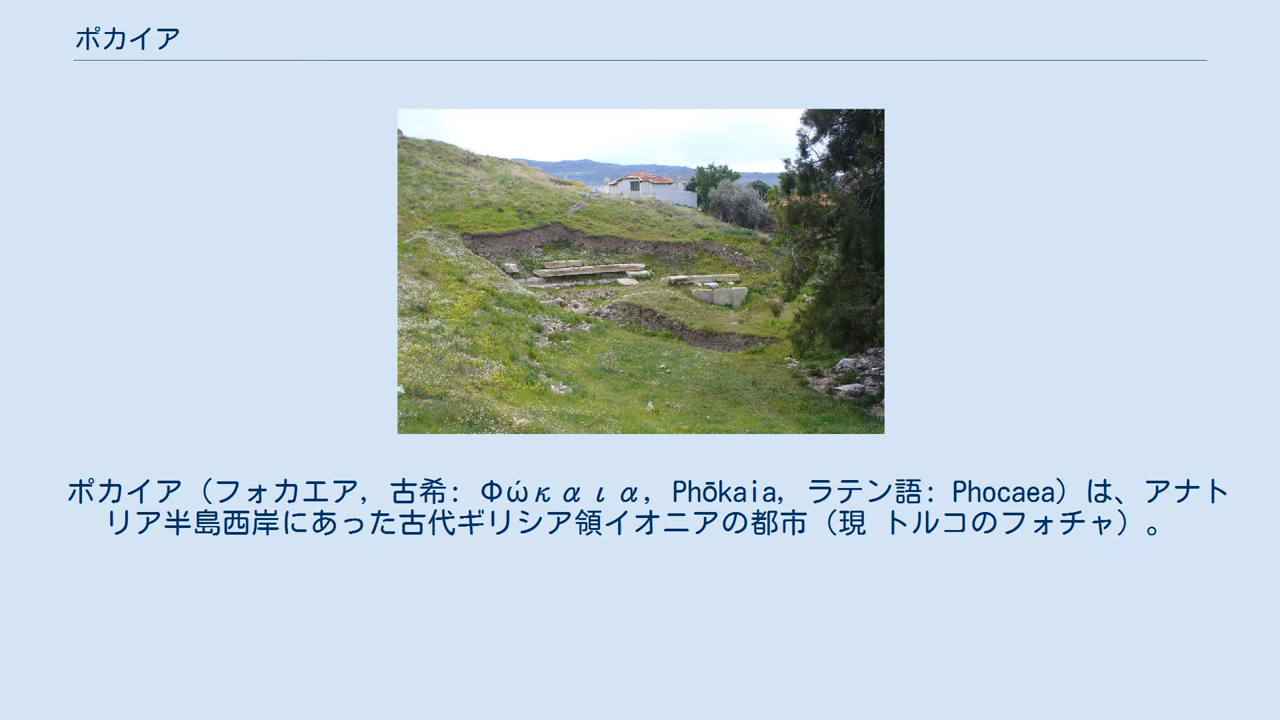 ポカイア
ポカイア（フォカエア, 古希: Φώκαια, Phōkaia, ラテン語: Phocaea）は、アナト
リア半島西岸にあった古代ギリシア領イオニアの都市（現 トルコのフォチャ）。